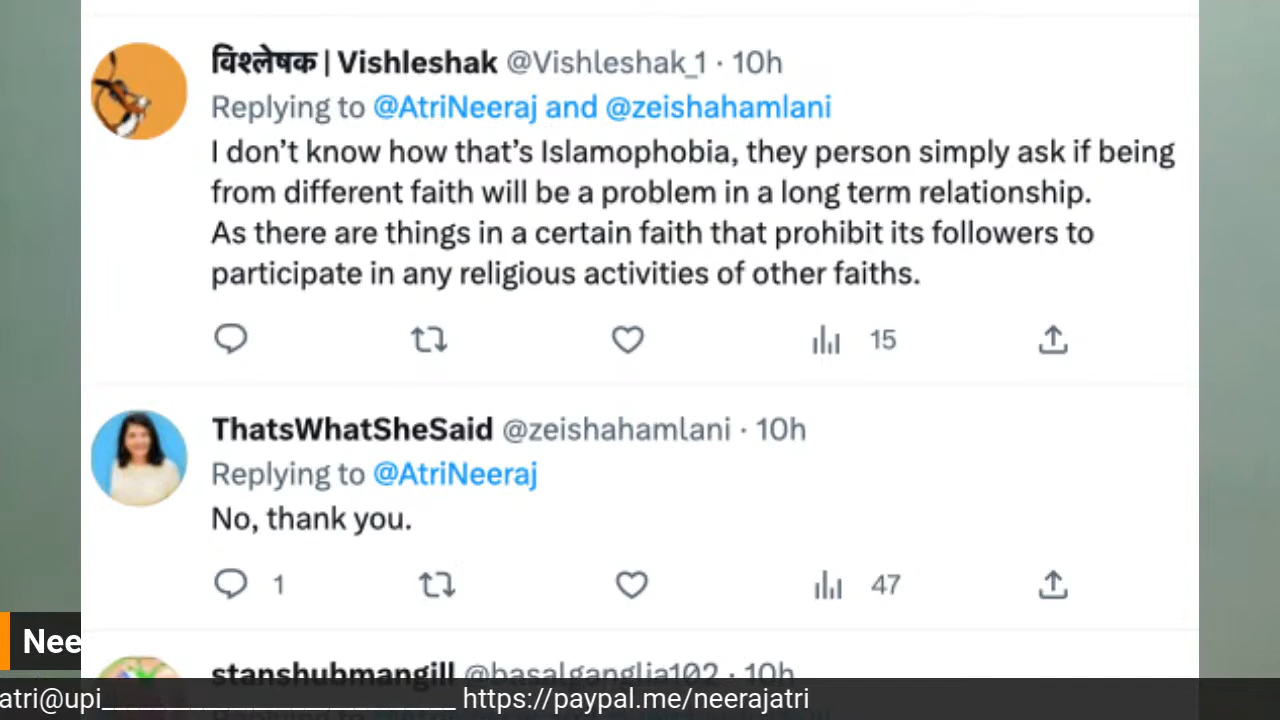 विश्लेषक | Vishleshak @Vishleshak_1 · 10h
Replying to @AtriNeeraj and @zeishahamlani
I don’t know how that’s Islamophobia, they person simply ask if being
from different faith will be a problem in a long term relationship.
As there are things in a certain faith that prohibit its followers to
participate in any religious activities of other faiths.
15
ThatsWhatSheSaid @zeishahamlani · 10h
Replying to @AtriNeeraj
No, thank you.
1 47
Nee
stanshubmangill @basalganglia102 · 10h
atri@upi____________________________ https://paypal.me/neerajatri